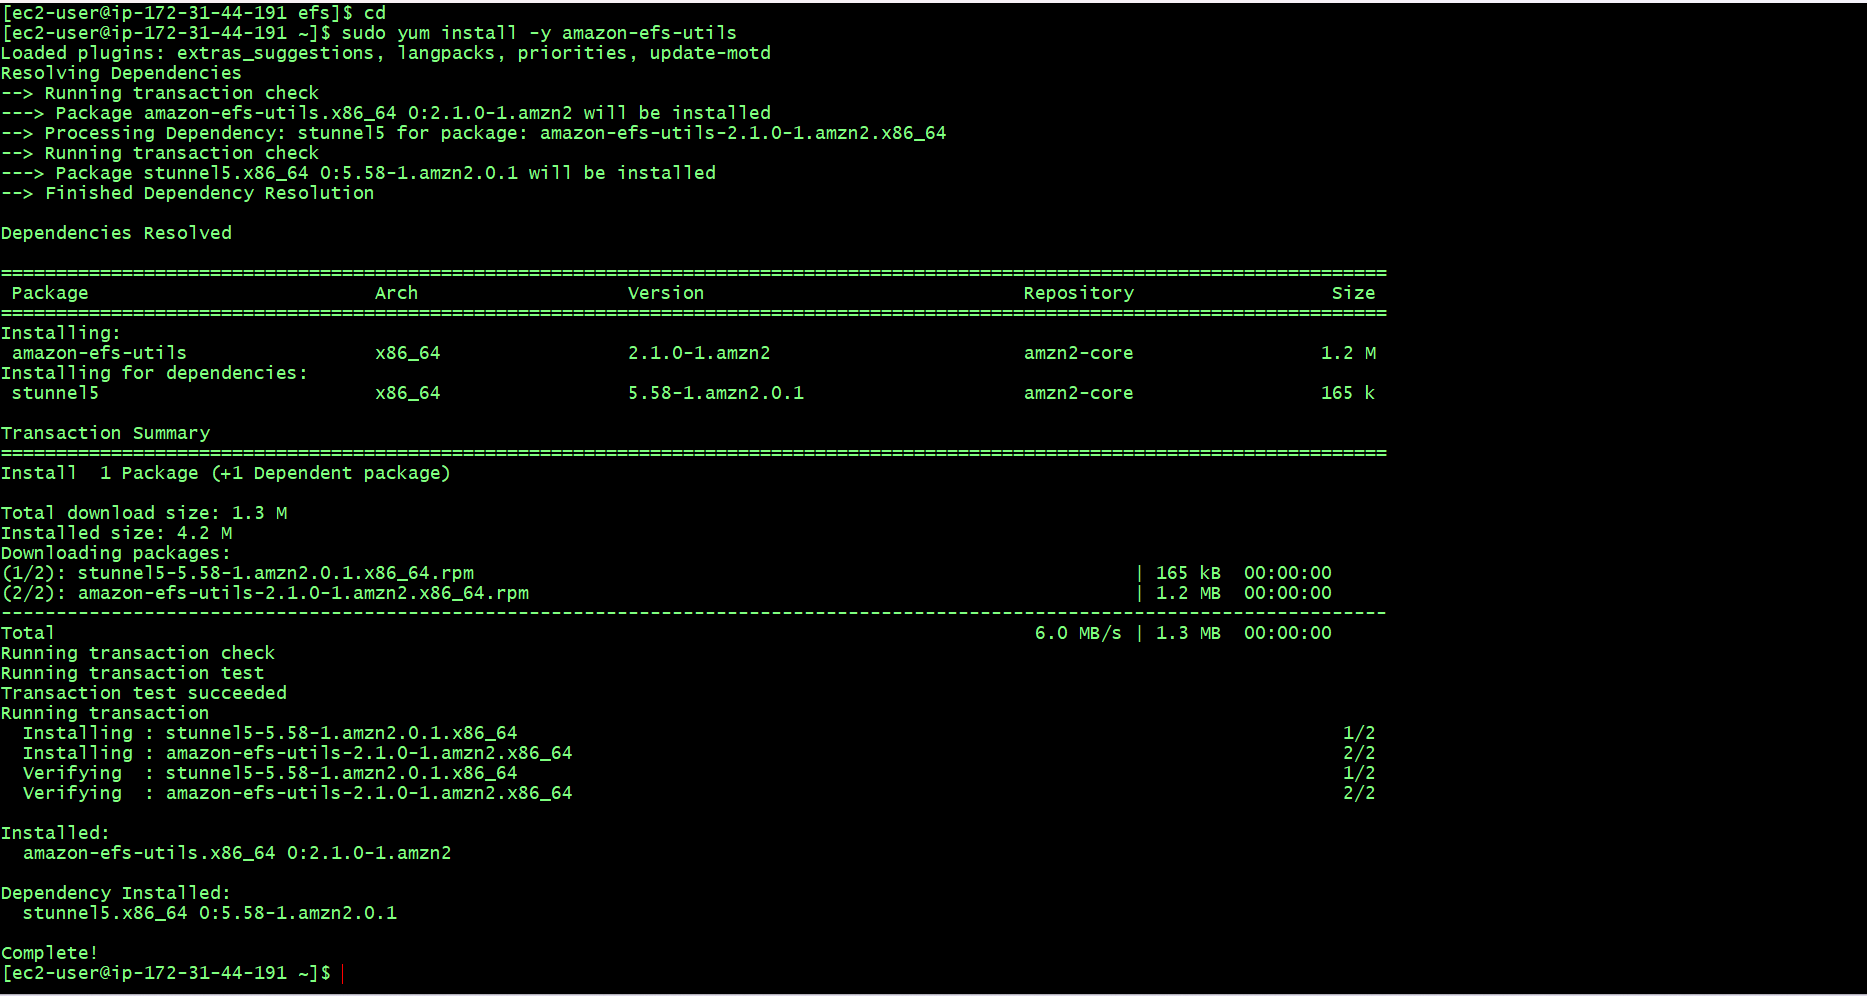 [ec2-user@ip-172-31-44-191 efs]$ cd
[ec2-user@ip-172-31-44-191 ~]$ sudo yum install -y amazon-efs-utils
Loaded plugins: extras_suggestions, langpacks, priorities, update-motd
Resolving Dependencies
--> Running transaction check
---> Package amazon-efs-utils.x86_64 0:2.1.0-1.amzn2 will be installed
--> Processing Dependency: stunnel5 for package: amazon-efs-utils-2.1.0-1.amzn2.x86_64
--> Running transaction check
---> Package stunnel5.x86_64 0:5.58-1.amzn2.0.1 will be installed
--> Finished Dependency Resolution

Dependencies Resolved

==============================================================================================================================
 Package                          Arch                   Version                             Repository                  Size
==============================================================================================================================
Installing:
 amazon-efs-utils                 x86_64                 2.1.0-1.amzn2                       amzn2-core                 1.2 M
Installing for dependencies:
 stunnel5                         x86_64                 5.58-1.amzn2.0.1                    amzn2-core                 165 k

Transaction Summary
==============================================================================================================================
Install  1 Package (+1 Dependent package)

Total download size: 1.3 M
Installed size: 4.2 M
Downloading packages:
(1/2): stunnel5-5.58-1.amzn2.0.1.x86_64.rpm                                                            | 165 kB  00:00:00
(2/2): amazon-efs-utils-2.1.0-1.amzn2.x86_64.rpm                                                       | 1.2 MB  00:00:00
------------------------------------------------------------------------------------------------------------------------------
Total                                                                                         6.0 MB/s | 1.3 MB  00:00:00
Running transaction check
Running transaction test
Transaction test succeeded
Running transaction
  Installing : stunnel5-5.58-1.amzn2.0.1.x86_64                                                                           1/2
  Installing : amazon-efs-utils-2.1.0-1.amzn2.x86_64                                                                      2/2
  Verifying  : stunnel5-5.58-1.amzn2.0.1.x86_64                                                                           1/2
  Verifying  : amazon-efs-utils-2.1.0-1.amzn2.x86_64                                                                      2/2

Installed:
  amazon-efs-utils.x86_64 0:2.1.0-1.amzn2

Dependency Installed:
  stunnel5.x86_64 0:5.58-1.amzn2.0.1

Complete!
[ec2-user@ip-172-31-44-191 ~]$